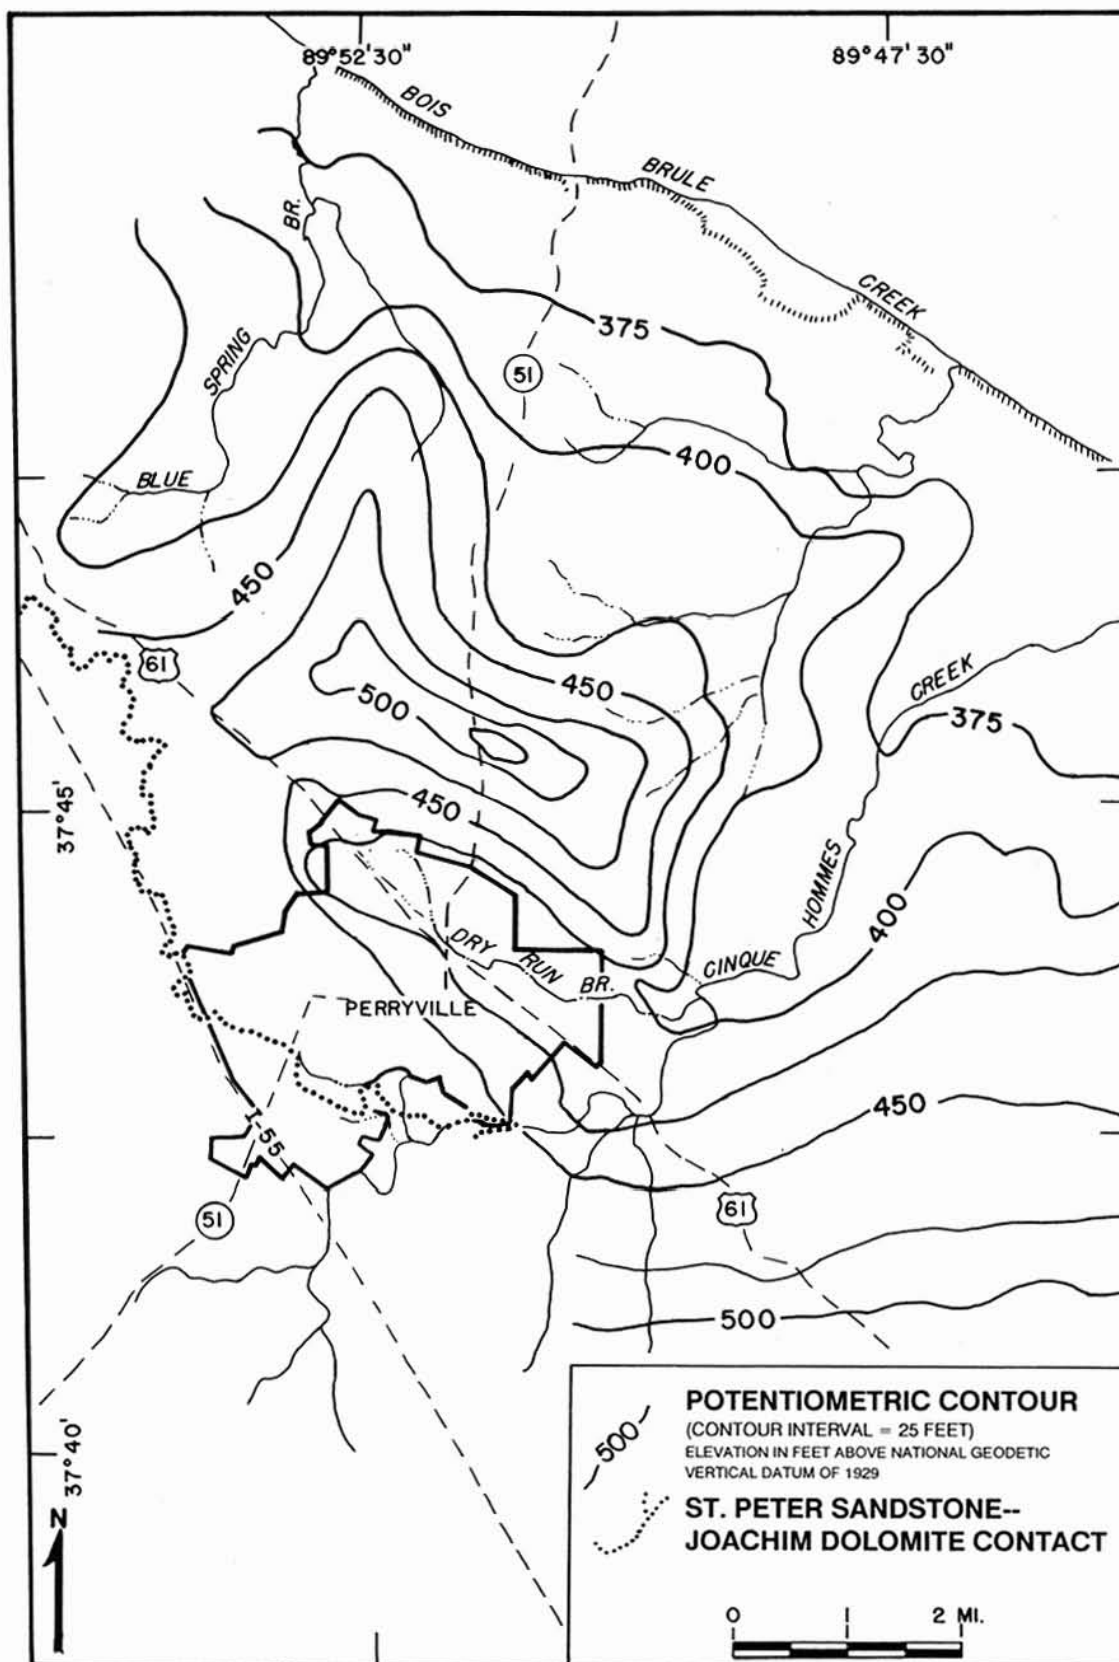 89°52'30"
89°47'30"
BOIS
BRULE
CREEK
BR.
SPRING
BLUE
375
51
400
450
61
450
CREEK
375
500
450
37°45'
HOMMES
400
DRY RUN BR.
CINQUE
PERRYVILLE
450
I-55
51
61
500
POTENTIOMETRIC CONTOUR
(CONTOUR INTERVAL = 25 FEET)
ELEVATION IN FEET ABOVE NATIONAL GEODETIC
VERTICAL DATUM OF 1929
500
ST. PETER SANDSTONE--
JOACHIM DOLOMITE CONTACT
37°40'
N
0 1 2 MI.